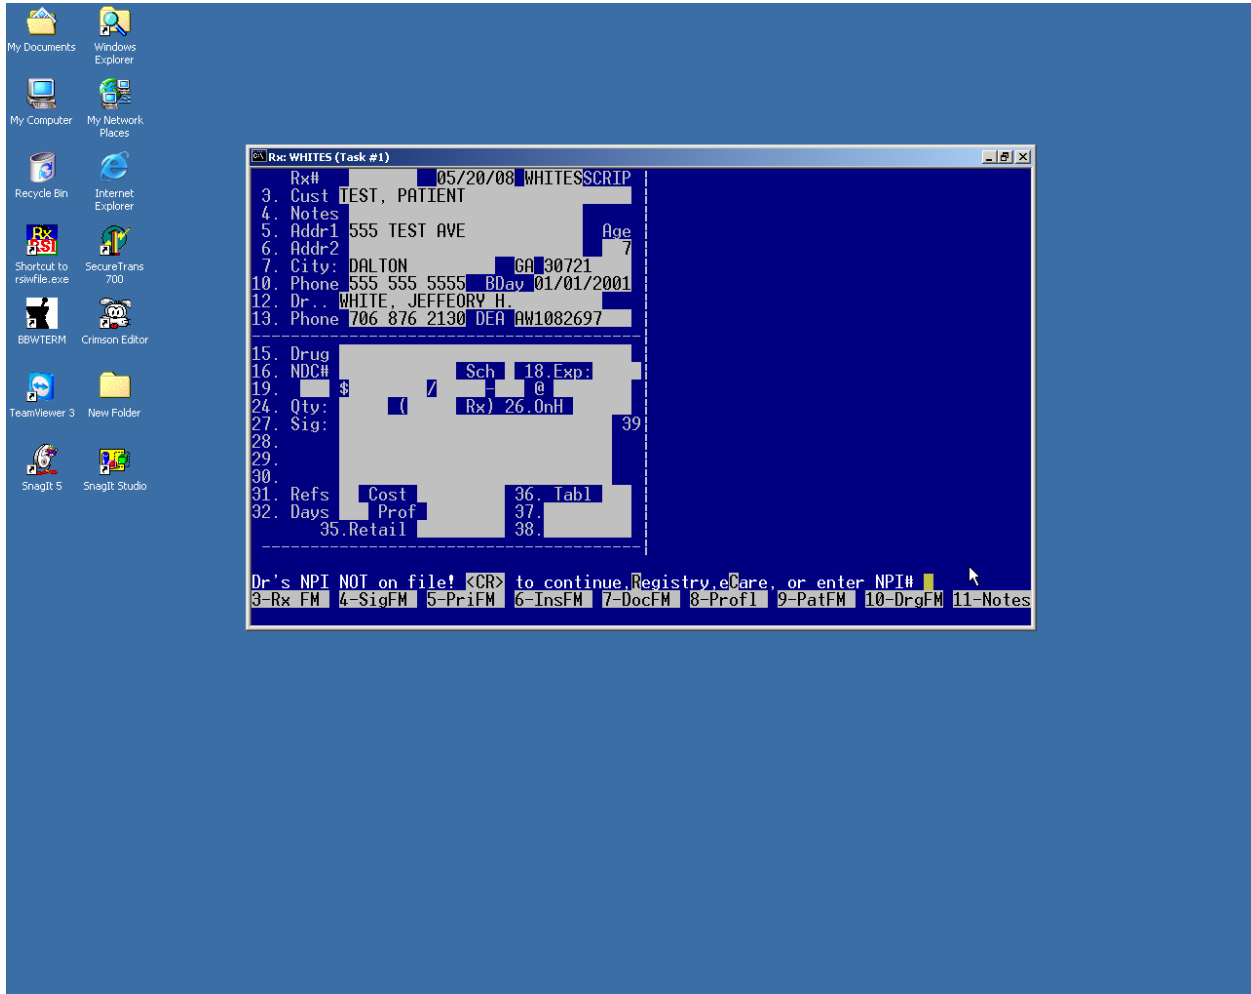 My Documents
Windows Explorer
My Computer
My Network Places
Recycle Bin
Internet Explorer
Rx
RSI
Shortcut to rsiwfile.exe
SecureTrans 700
BBWTERM
Crimson Editor
TeamViewer 3
New Folder
SnagIt 5
SnagIt Studio
Rx: WHITES (Task #1)
Rx# 05/20/08 WHITESSCRIP
3. Cust TEST, PATIENT
4. Notes
5. Addr1 555 TEST AVE Age
6. Addr2 7
7. City: DALTON GA 30721
10. Phone 555 555 5555 BDay 01/01/2001
12. Dr.. WHITE, JEFFEORY H.
13. Phone 706 876 2130 DEA AW1082697
15. Drug
16. NDC# Sch 18.Exp:
19. $ / - @
24. Qty: ( Rx) 26.OnH
27. Sig: 39
28.
29.
30.
31. Refs Cost 36. Tabl
32. Days Prof 37.
35.Retail 38.
Dr's NPI NOT on file! <CR> to continue,Registry,eCare, or enter NPI#
3-Rx FM 4-SigFM 5-PriFM 6-InsFM 7-DocFM 8-Profl 9-PatFM 10-DrgFM 11-Notes